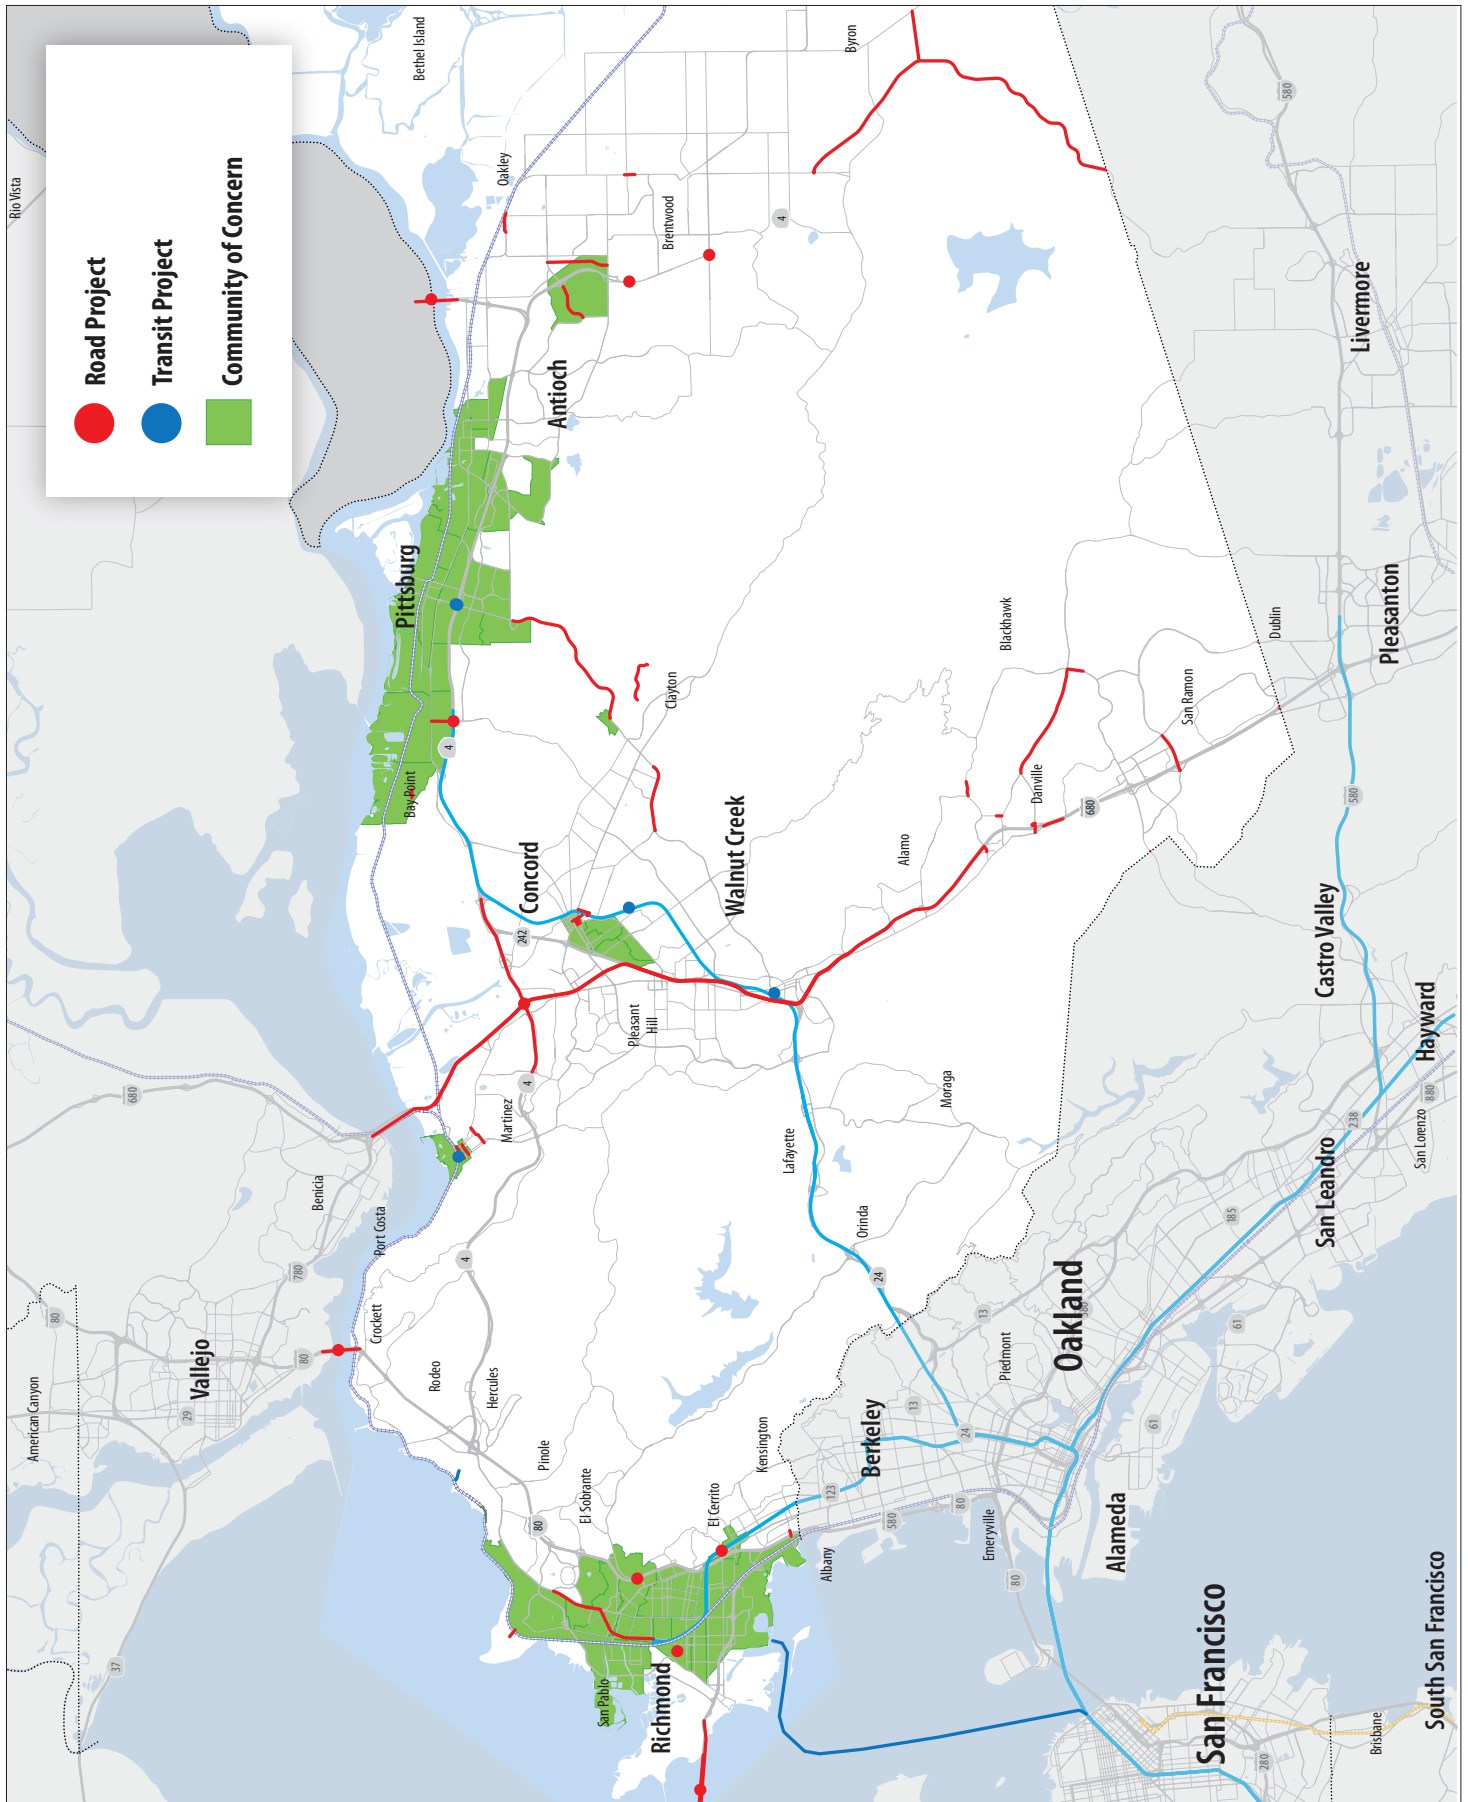 Road Project
Transit Project
Community of Concern
Rio Vista
Bethel Island
Byron
580
Oakley
Brentwood
4
Livermore
Antioch
Pittsburg
Pleasanton
Dublin
Blackhawk
San Ramon
Clayton
4
Bay Point
Danville
680
580
Alamo
Walnut Creek
Concord
242
Castro Valley
Hayward
Pleasant
Hill
680
4
Martinez
Moraga
Lafayette
880
238
San Lorenzo
San Leandro
Benicia
Port Costa
Orinda
185
4
24
780
80
Crockett
Vallejo
80
American Canyon
29
Rodeo
Hercules
13
Oakland
580
61
Piedmont
Pinole
Kensington
Berkeley
13
24
61
El Sobrante
El Cerrito
80
123
580
80
Emeryville
Alameda
Albany
80
37
San Pablo
Richmond
San Francisco
280
South San Francisco
Brisbane